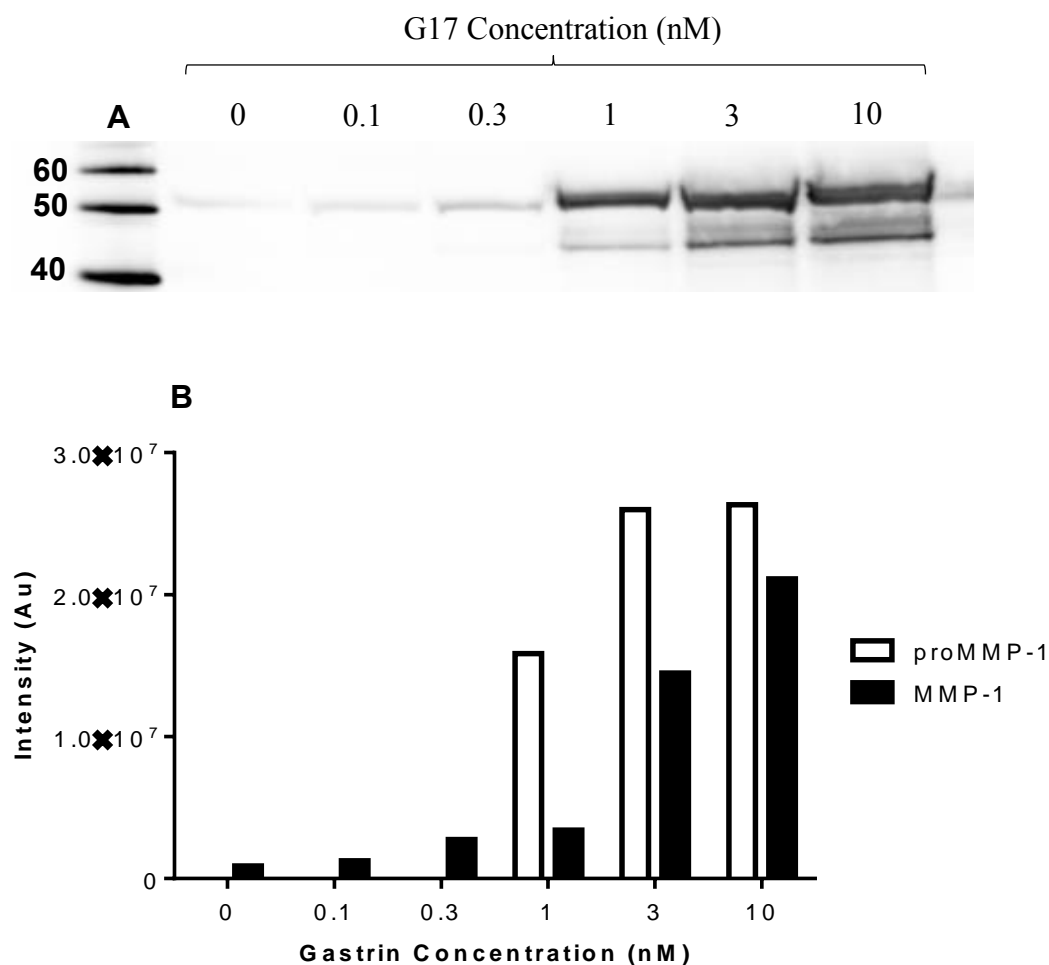 G17 Concentration (nM)
A 0 0.1 0.3 1 3 10
60
50
40
B
3.0✖10⁷
2.0✖10⁷
1.0✖10⁷
0
Intensity (Au)
proMMP-1
MMP-1
0 0.1 0.3 1 3 10
Gastrin Concentration (nM)